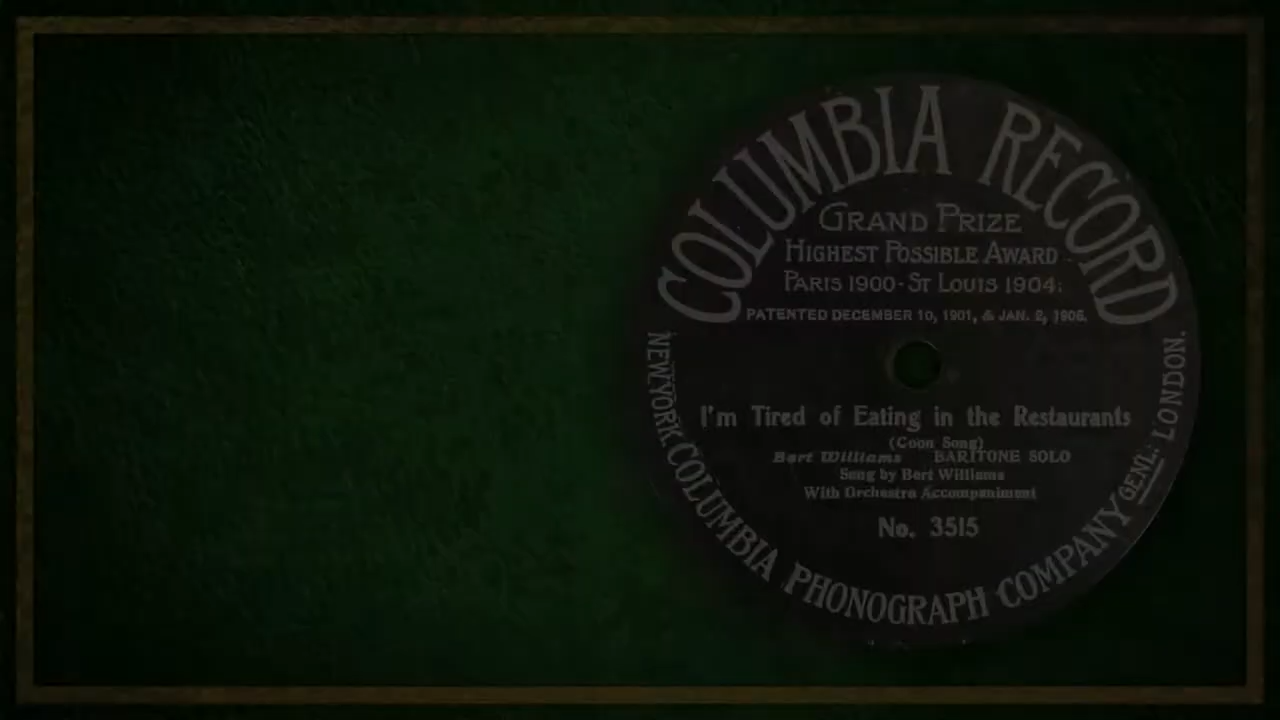 COLUMBIA RECORD
GRAND PRIZE
HIGHEST POSSIBLE AWARD
PARIS 1900 - ST LOUIS 1904.
PATENTED DECEMBER 10, 1901, & JAN. 2, 1906.
I'm Tired of Eating in the Restaurants
(Coon Song)
Bert Williams BARITONE SOLO
Song by Bert Williams
With Orchestra Accompaniment
No. 3515
NEW YORK. COLUMBIA PHONOGRAPH COMPANY GENL: LONDON.